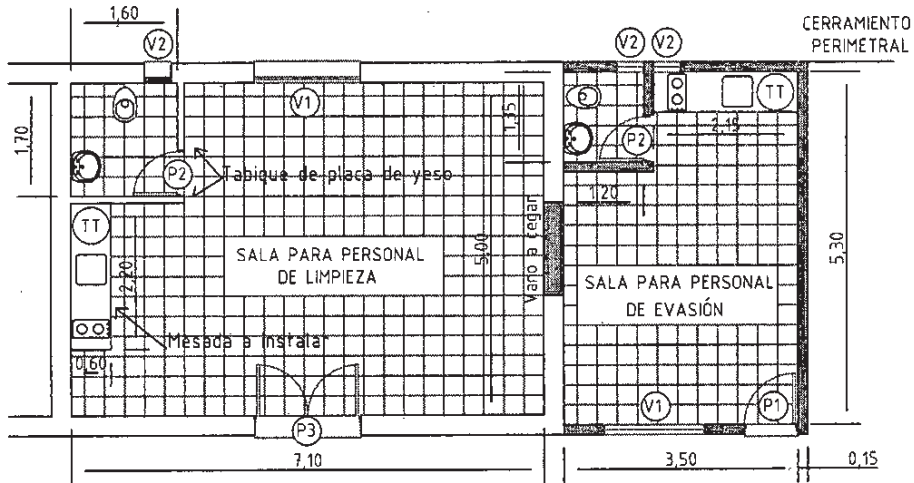 1,60
V2
V2
V2
CERRAMIENTO
PERIMETRAL
V1
TT
1,35
1,70
P2
2,15
P2
Tabique de placa de yeso
1,20
TT
Vano a cegar
SALA PARA PERSONAL
DE LIMPIEZA
5,00
5,30
2,20
SALA PARA PERSONAL
DE EVASIÓN
Mesada a instalar
0,60
V1
P1
P3
7,10
3,50
0,15